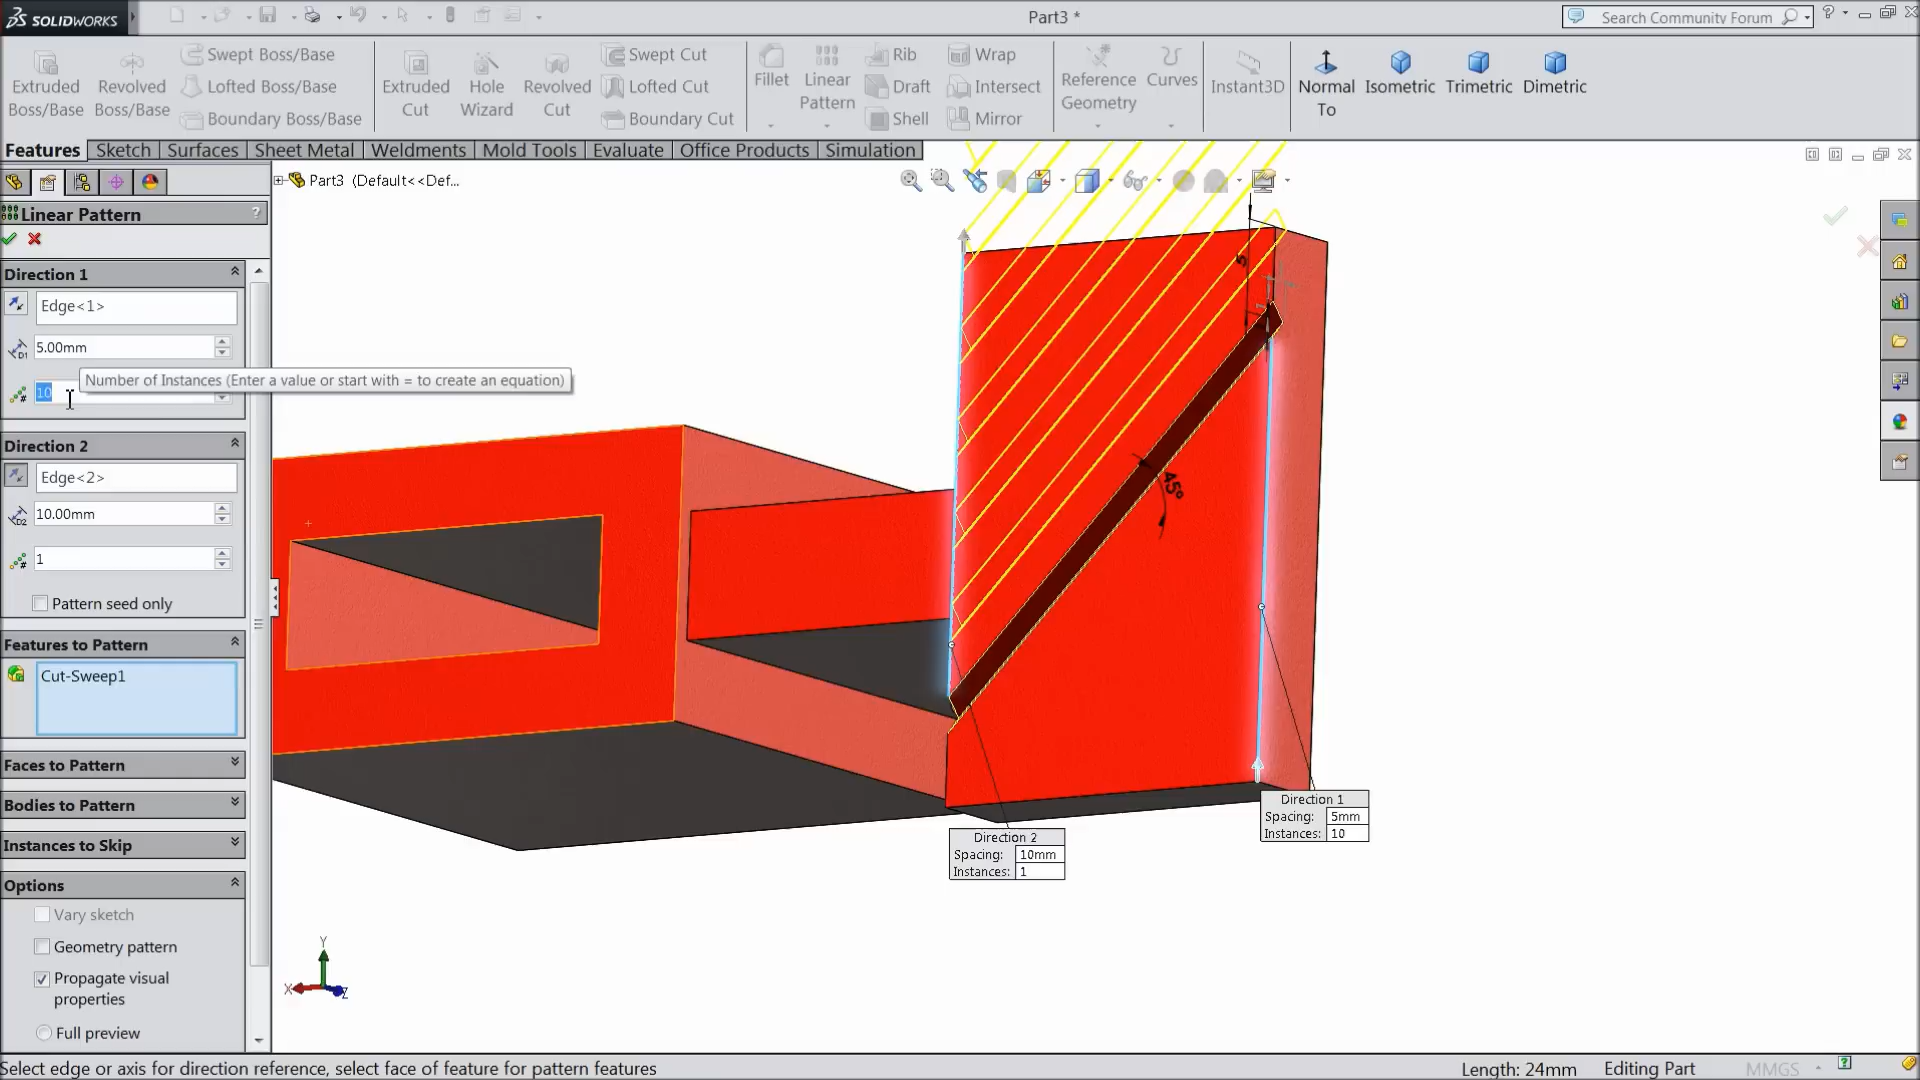 SOLIDWORKS
Part3 *
Search Community Forum
?
Extruded
Boss/Base
Revolved
Boss/Base
Swept Boss/Base
Lofted Boss/Base
Boundary Boss/Base
Extruded
Cut
Hole
Wizard
Revolved
Cut
Swept Cut
Lofted Cut
Boundary Cut
Fillet
Linear
Pattern
Rib
Draft
Shell
Wrap
Intersect
Mirror
Reference
Geometry
Curves
Instant3D
Normal
To
Isometric
Trimetric
Dimetric
Features
Sketch
Surfaces
Sheet Metal
Weldments
Mold Tools
Evaluate
Office Products
Simulation
Part3 (Default<<Def...
Linear Pattern
?
Direction 1
Edge<1>
D1
5.00mm
Number of Instances (Enter a value or start with = to create an equation)
#
10
Direction 2
Edge<2>
D2
10.00mm
#
1
Pattern seed only
Features to Pattern
Cut-Sweep1
Faces to Pattern
Bodies to Pattern
Instances to Skip
Options
Vary sketch
Geometry pattern
Propagate visual
properties
Full preview
5
45°
Direction 1
Spacing: 5mm
Instances: 10
Direction 2
Spacing: 10mm
Instances: 1
Y
X
Z
Select edge or axis for direction reference, select face of feature for pattern features
Length: 24mm
Editing Part
MMGS
?